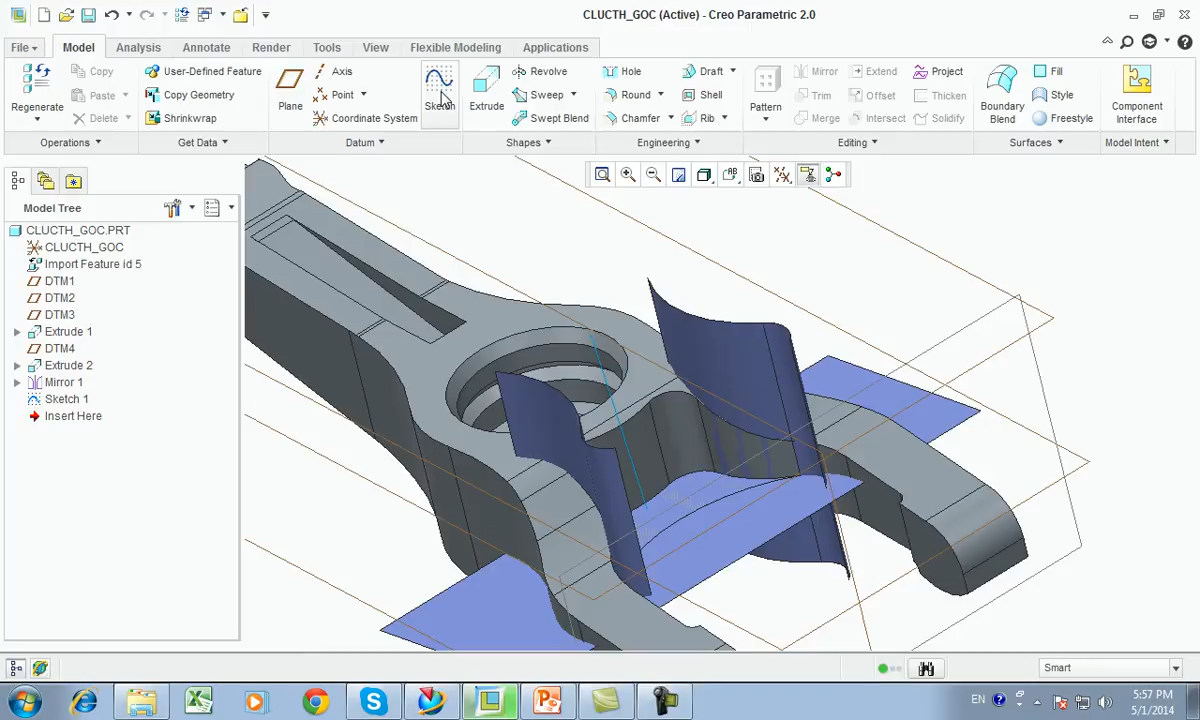 CLUCTH_GOC (Active) - Creo Parametric 2.0
File Model Analysis Annotate Render Tools View Flexible Modeling Applications
Regenerate
Copy
Paste
Delete
User-Defined Feature
Copy Geometry
Shrinkwrap
Plane
Axis
Point
Coordinate System
Sketch
Extrude
Revolve
Sweep
Swept Blend
Hole
Round
Chamfer
Draft
Shell
Rib
Pattern
Mirror
Trim
Merge
Extend
Offset
Intersect
Project
Thicken
Solidify
Boundary
Blend
Fill
Style
Freestyle
Component
Interface
Operations Get Data Datum Shapes Engineering Editing Surfaces Model Intent
Model Tree
CLUCTH_GOC.PRT
CLUCTH_GOC
Import Feature id 5
DTM1
DTM2
DTM3
Extrude 1
DTM4
Extrude 2
Mirror 1
Sketch 1
Insert Here
Smart
EN
5:57 PM
5/1/2014